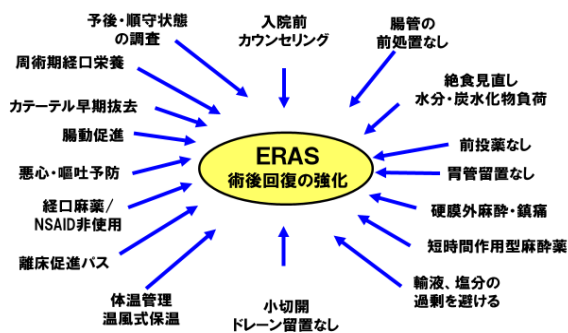 予後・順守状態
の調査
入院前
カウンセリング
腸管の
前処置なし
周術期経口栄養
絶食見直し
水分・炭水化物負荷
カテーテル早期抜去
腸動促進
前投薬なし
ERAS
術後回復の強化
悪心・嘔吐予防
胃管留置なし
経口麻薬/
NSAID非使用
硬膜外麻酔・鎮痛
離床促進パス
短時間作用型麻酔薬
体温管理
温風式保温
小切開
ドレーン留置なし
輸液、塩分の
過剰を避ける